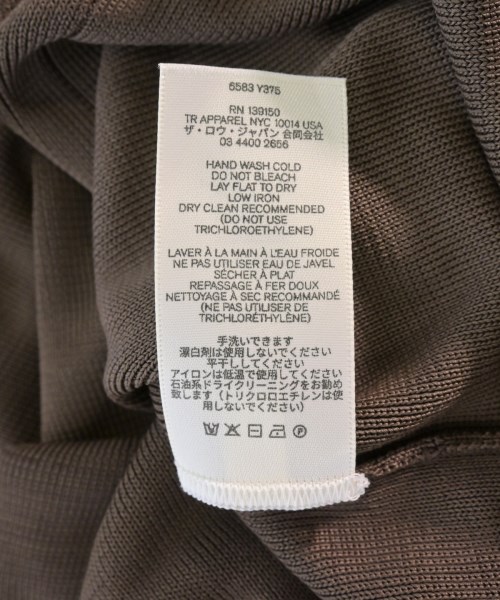 6583 Y375
RN 139150
TR APPAREL NYC 10014 USA
ザ・ロウ・ジャパン 合同会社
03 4400 2656
HAND WASH COLD
DO NOT BLEACH
LAY FLAT TO DRY
LOW IRON
DRY CLEAN RECOMMENDED
(DO NOT USE
TRICHLOROETHYLENE)
LAVER À LA MAIN À L'EAU FROIDE
NE PAS UTILISER EAU DE JAVEL
SÉCHER À PLAT
REPASSAGE À FER DOUX
NETTOYAGE À SEC RECOMMANDÉ
(NE PAS UTILISER DE
TRICHLORÉTHYLÈNE)
手洗いできます
漂白剤は使用しないでください
平干ししてください
アイロンは低温で使用してください
石油系ドライクリーニングをお勧め
致します（トリクロロエチレンは使
用しないでください）